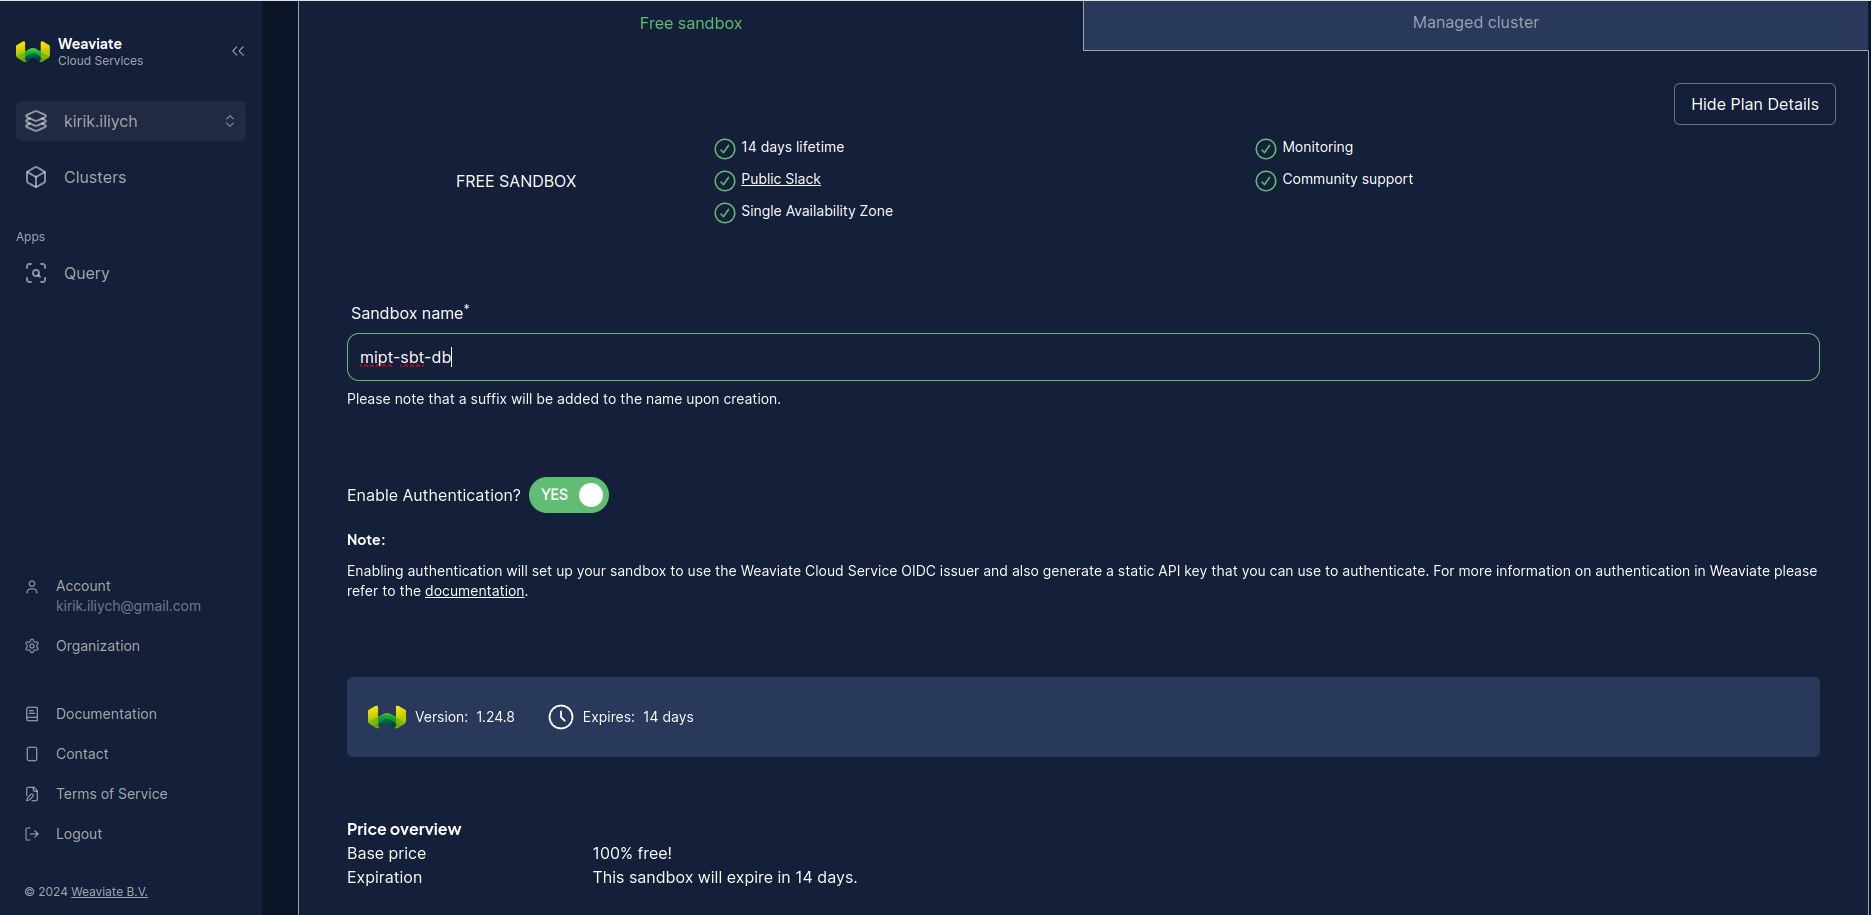 Weaviate
Cloud Services
kirik.iliych
Clusters
Apps
Query
Account
kirik.iliych@gmail.com
Organization
Documentation
Contact
Terms of Service
Logout
© 2024 Weaviate B.V.
Free sandbox
Managed cluster
Hide Plan Details
FREE SANDBOX
14 days lifetime
Public Slack
Single Availability Zone
Monitoring
Community support
Sandbox name*
mipt-sbt-db
Please note that a suffix will be added to the name upon creation.
Enable Authentication? YES
Note:
Enabling authentication will set up your sandbox to use the Weaviate Cloud Service OIDC issuer and also generate a static API key that you can use to authenticate. For more information on authentication in Weaviate please
refer to the documentation.
Version: 1.24.8 Expires: 14 days
Price overview
Base price 100% free!
Expiration This sandbox will expire in 14 days.